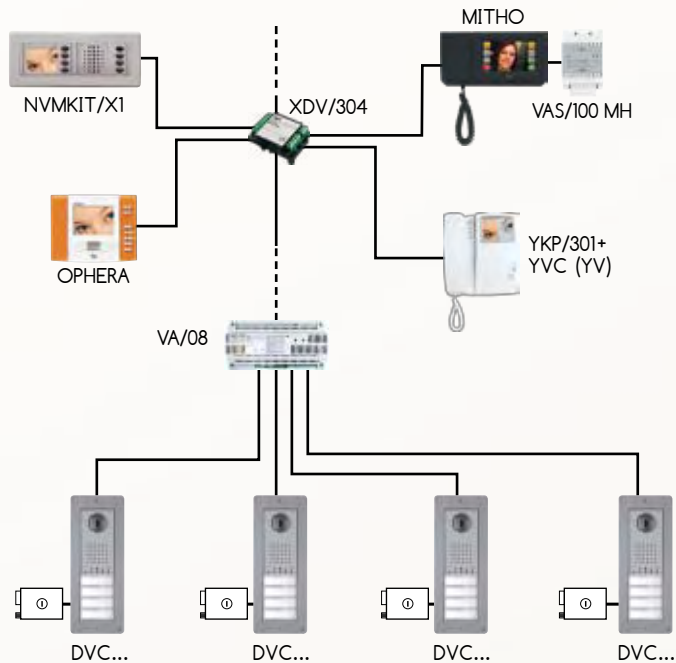 MITHO
NVMKIT/X1
XDV/304
VAS/100 MH
OPHERA
YKP/301+
YVC (YV)
VA/08
DVC...
DVC...
DVC...
DVC...